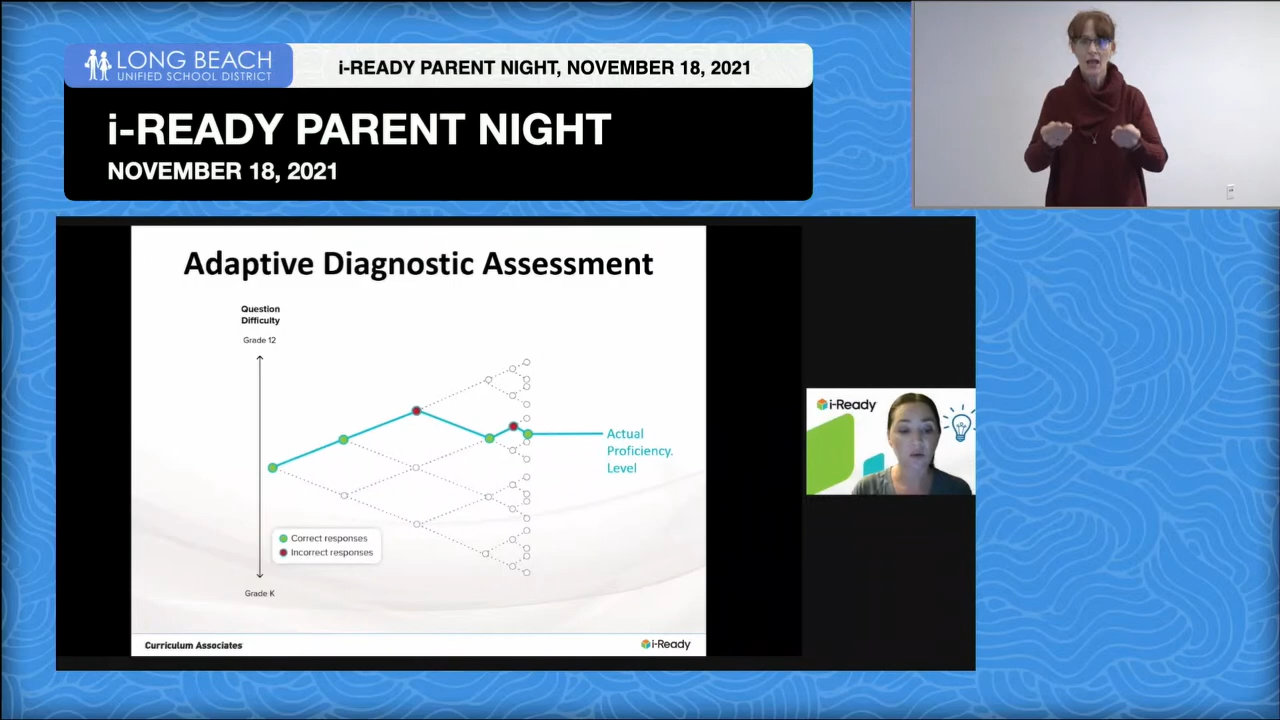 LONG BEACH
UNIFIED SCHOOL DISTRICT
i-READY PARENT NIGHT, NOVEMBER 18, 2021
i-READY PARENT NIGHT
NOVEMBER 18, 2021
Adaptive Diagnostic Assessment
Question
Difficulty
Grade 12
Actual
Proficiency.
Level
Correct responses
Incorrect responses
Grade K
Curriculum Associates
i-Ready
i-Ready